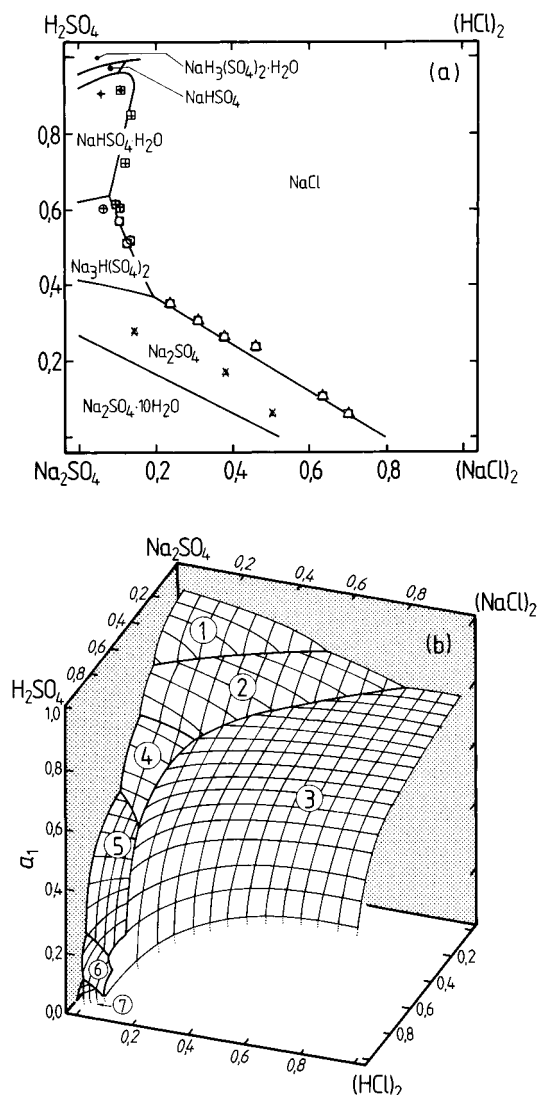 H₂SO₄
(HCl)₂
NaH₃(SO₄)₂·H₂O
(a)
NaHSO₄
0,8
NaHSO₄·H₂O
NaCl
0,6
Na₃H(SO₄)₂
0,4
0,2
Na₂SO₄
Na₂SO₄·10H₂O
Na₂SO₄
0,2
0,4
0,6
0,8
(NaCl)₂
Na₂SO₄
0,2
0,4
0,6
0,8
(NaCl)₂
0,2
0,4
0,6
0,8
(b)
H₂SO₄
1,0
0,8
0,6
0,4
0,2
0,0
a₁
1
2
3
4
5
6
7
0,2
0,4
0,6
0,8
(HCl)₂
0,2
0,4
0,6
0,8